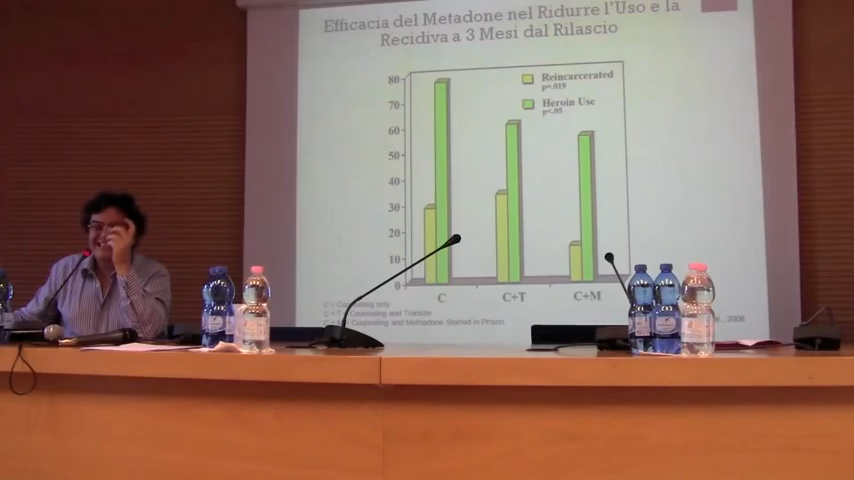 Efficacia del Metadone nel Ridurre l'Uso e la
Recidiva a 3 Mesi dal Rilascio
80
70
60
50
40
30
20
10
0
Reincarcerated
p=.019
Heroin Use
p<.05
C
C+T
C+M
C = Counseling only
C + T = Counseling and Transfer
Counseling and Methadone. Started in Prison
2008